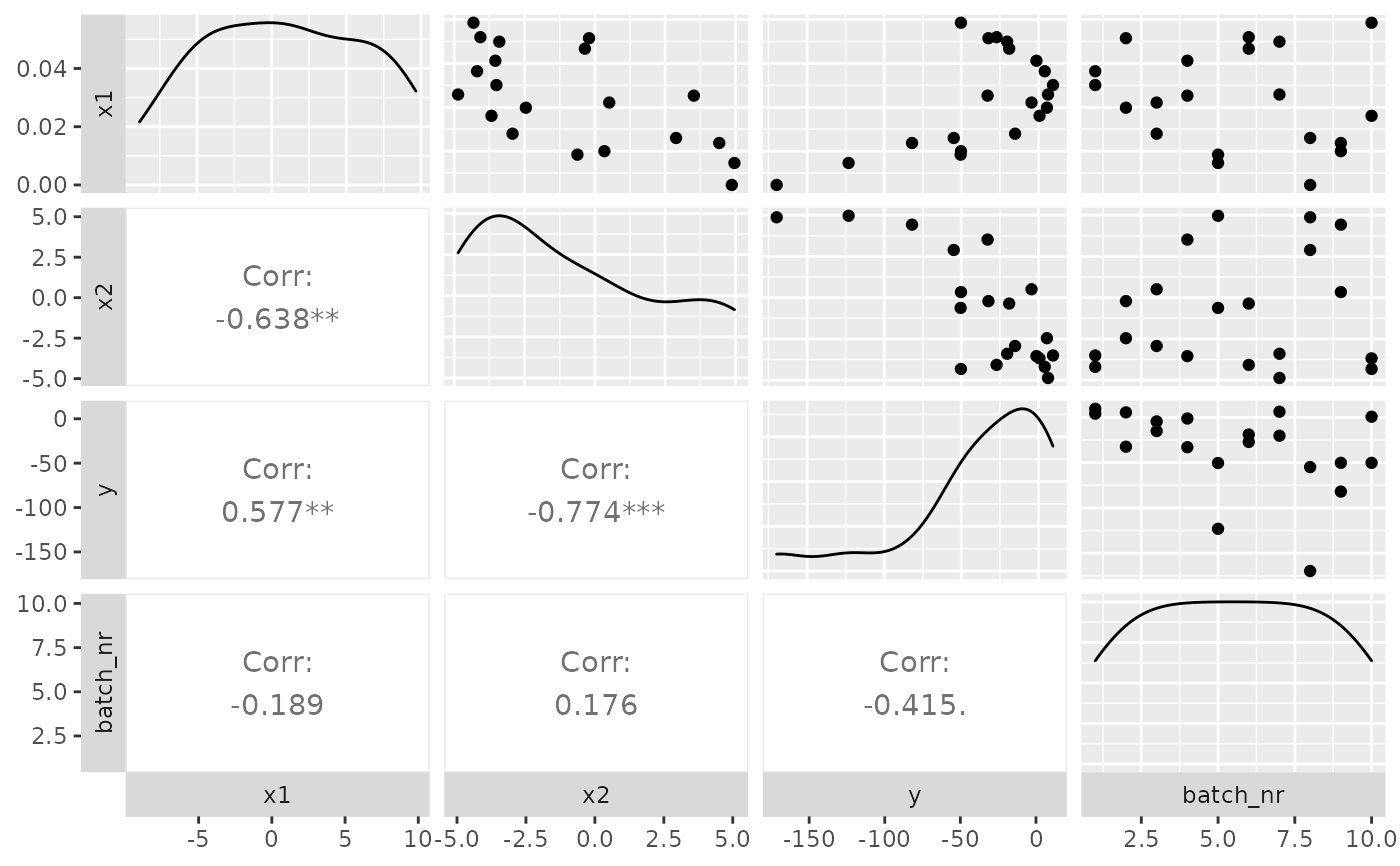 0.04
0.02
0.00
x1
5.0
2.5
0.0
-2.5
-5.0
x2
Corr:
-0.638**
0
-50
-100
-150
y
Corr:
0.577**
Corr:
-0.774***
10.0
7.5
5.0
2.5
batch_nr
Corr:
-0.189
Corr:
0.176
Corr:
-0.415.
x1
x2
y
batch_nr
-5 0 5 10
-5.0 -2.5 0.0 2.5 5.0
-150 -100 -50 0
2.5 5.0 7.5 10.0